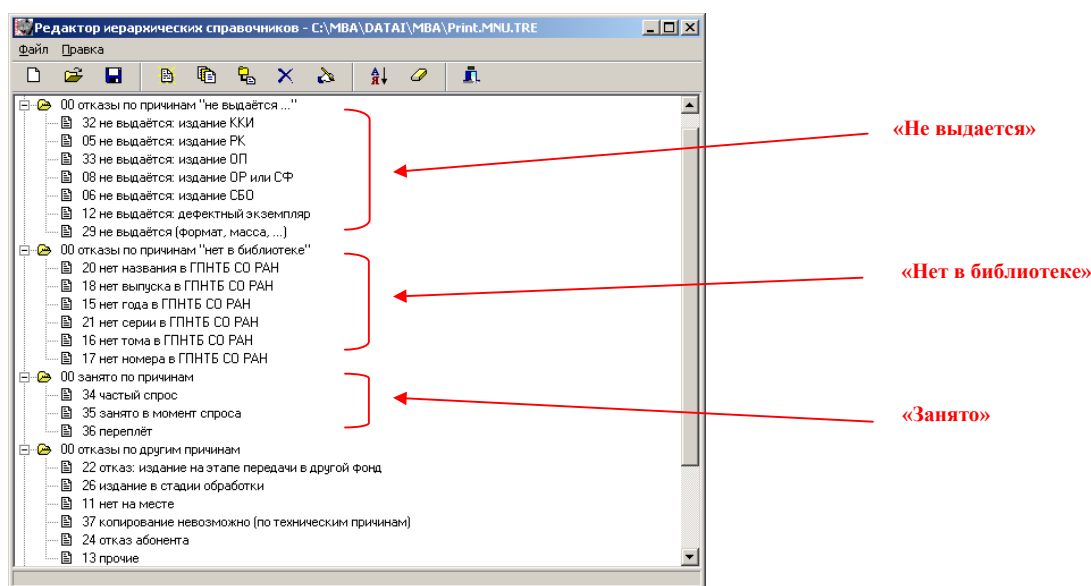 Редактор иерархических справочников - C:\MBA\DATAI\MBA\Print.MNU.TRE
Файл Правка
00 отказы по причинам "не выдаётся ..."
32 не выдаётся: издание ККИ
05 не выдаётся: издание РК
33 не выдаётся: издание ОП
08 не выдаётся: издание ОР или СФ
06 не выдаётся: издание СБО
12 не выдаётся: дефектный экземпляр
29 не выдаётся (формат, масса, ...)
00 отказы по причинам "нет в библиотеке"
20 нет названия в ГПНТБ СО РАН
18 нет выпуска в ГПНТБ СО РАН
15 нет года в ГПНТБ СО РАН
21 нет серии в ГПНТБ СО РАН
16 нет тома в ГПНТБ СО РАН
17 нет номера в ГПНТБ СО РАН
00 занято по причинам
34 частый спрос
35 занято в момент спроса
36 переплёт
00 отказы по другим причинам
22 отказ: издание на этапе передачи в другой фонд
26 издание в стадии обработки
11 нет на месте
37 копирование невозможно (по техническим причинам)
24 отказ абонента
13 прочие
«Не выдается»
«Нет в библиотеке»
«Занято»